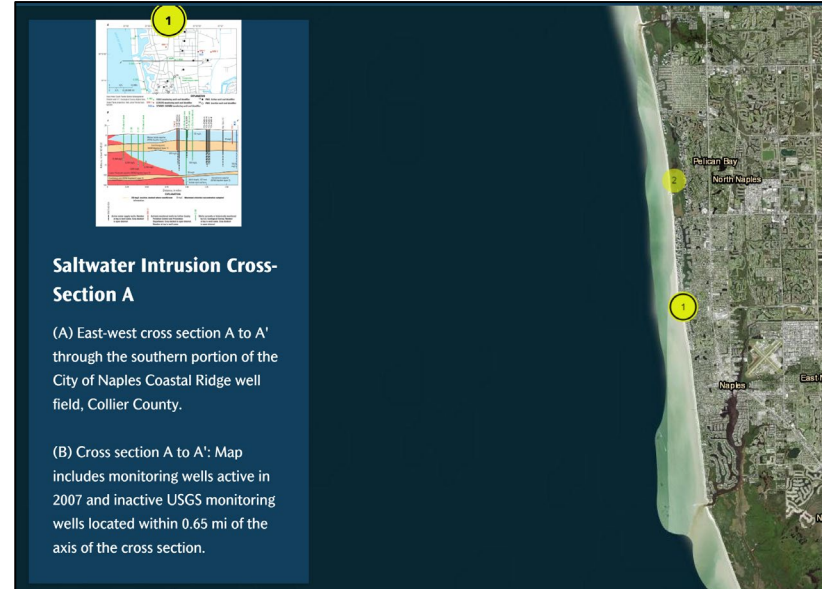 1
Saltwater Intrusion Cross-
Section A
(A) East-west cross section A to A'
through the southern portion of the
City of Naples Coastal Ridge well
field, Collier County.
(B) Cross section A to A': Map
includes monitoring wells active in
2007 and inactive USGS monitoring
wells located within 0.65 mi of the
axis of the cross section.
Pelican Bay
2
North Naples
1
Naples
East